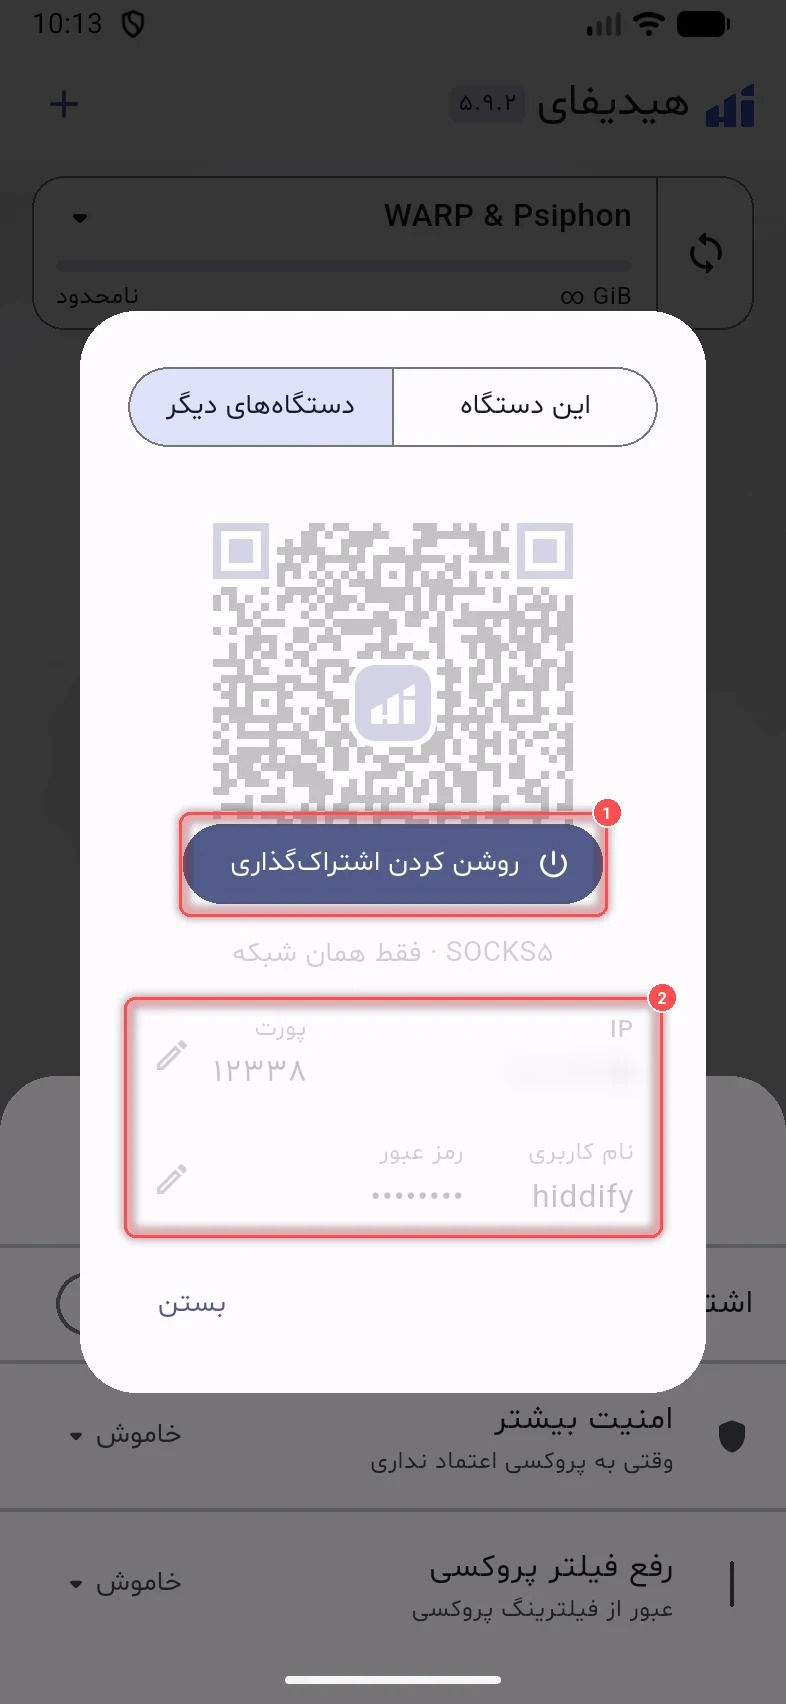 10:13
هیدیفای ۵.۹.۲
WARP & Psiphon
∞ GiB
نامحدود
این دستگاه
دستگاه‌های دیگر
1
روشن کردن اشتراک‌گذاری
SOCKS۵ · فقط همان شبکه
2
IP
پورت
۱۲۳۳۸
نام کاربری
رمز عبور
hiddify
••••••••
بستن
اشت
امنیت بیشتر
خاموش
وقتی به پروکسی اعتماد نداری
رفع فیلتر پروکسی
خاموش
عبور از فیلترینگ پروکسی